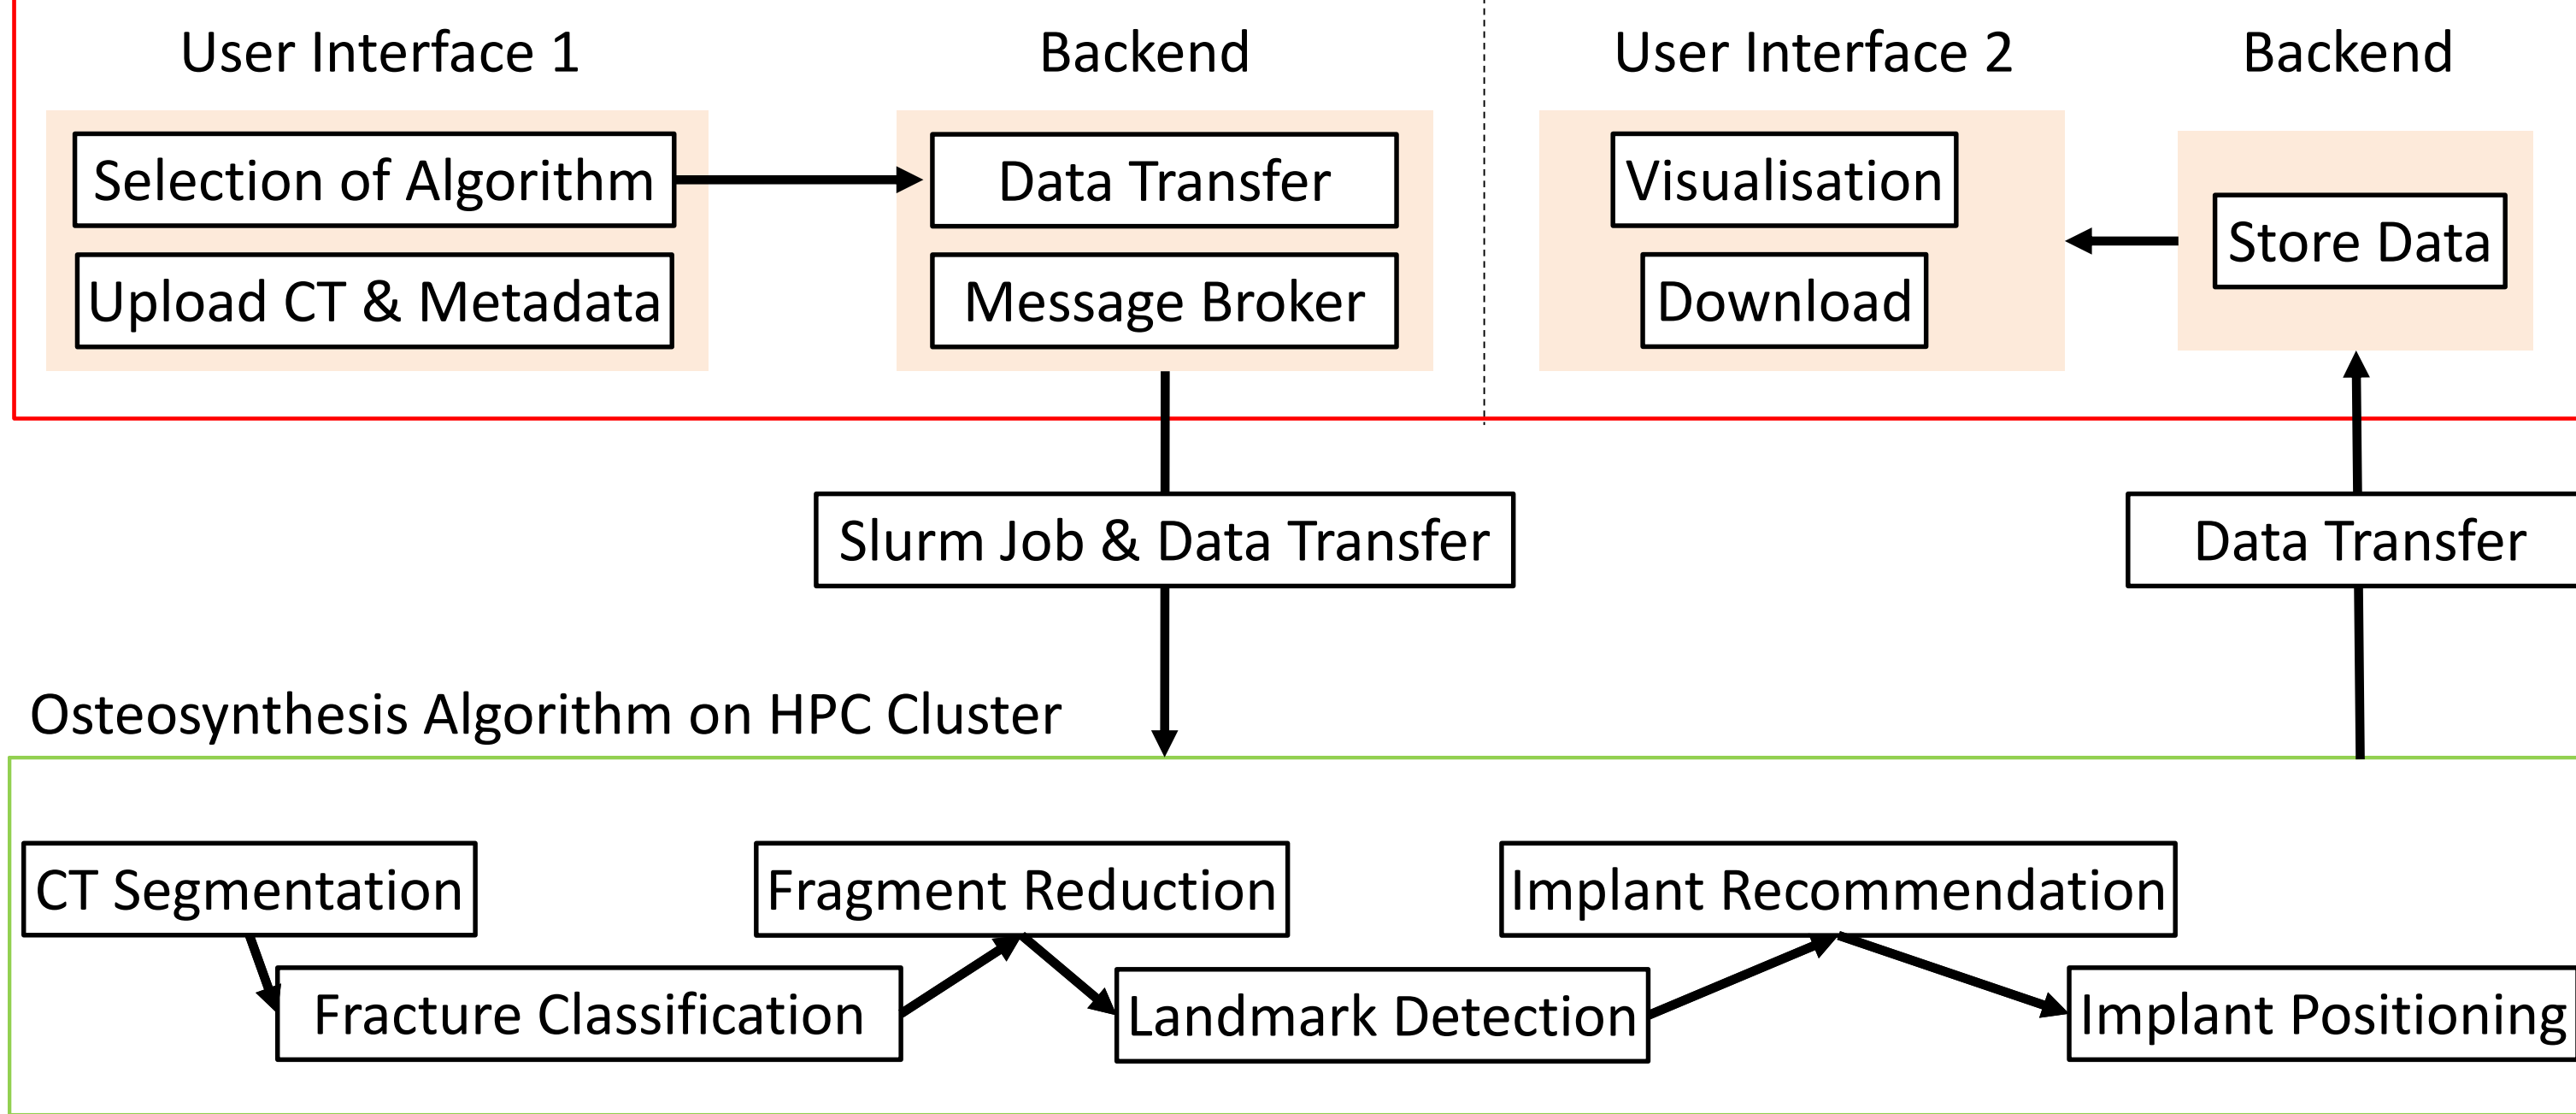 User Interface 1
Backend
User Interface 2
Backend
Selection of Algorithm
Data Transfer
Visualisation
Store Data
Upload CT & Metadata
Message Broker
Download
Slurm Job & Data Transfer
Data Transfer
Osteosynthesis Algorithm on HPC Cluster
CT Segmentation
Fragment Reduction
Implant Recommendation
Fracture Classification
Landmark Detection
Implant Positioning